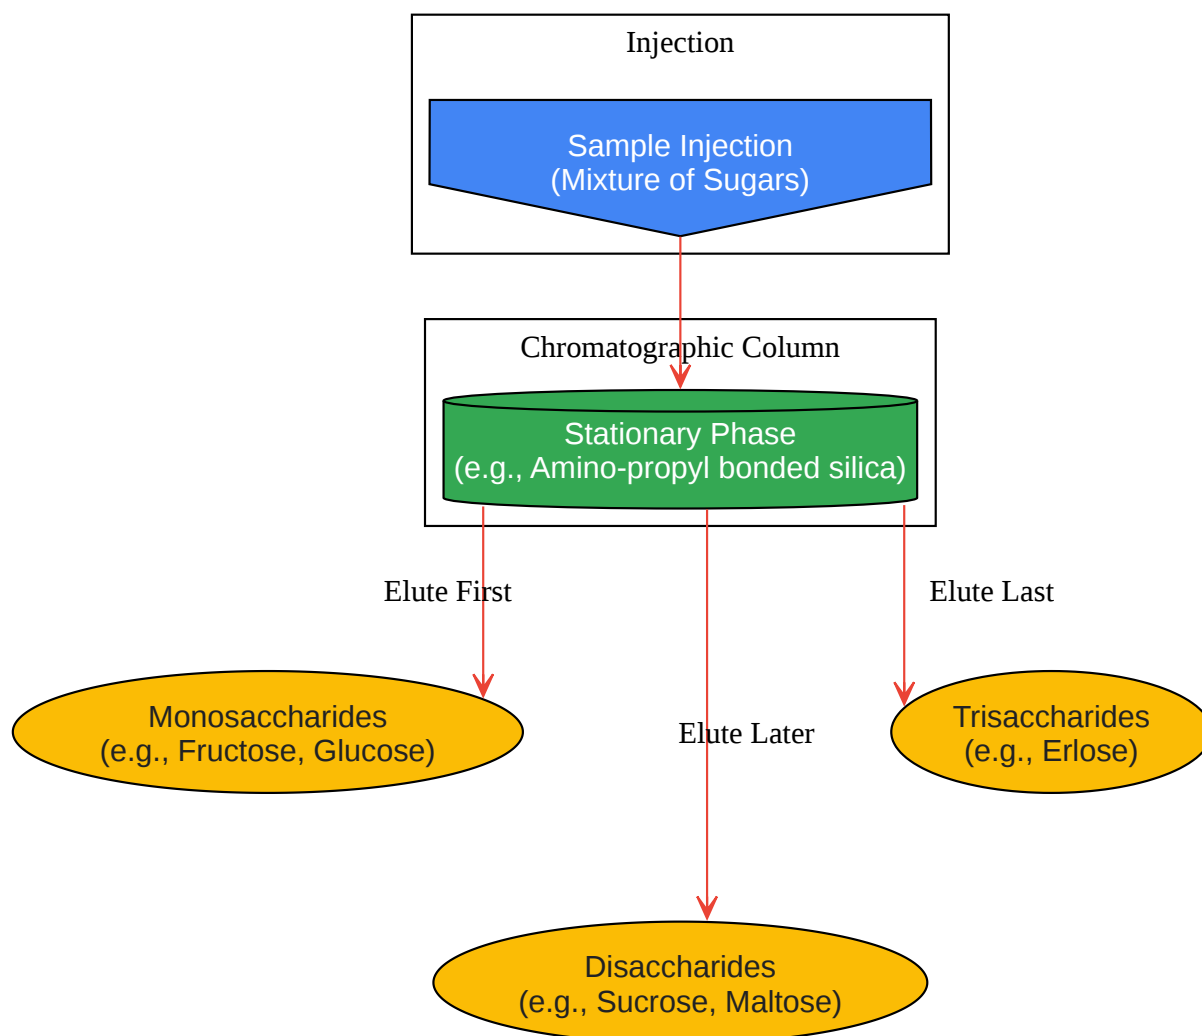 Injection
Sample Injection
(Mixture of Sugars)
Chromatographic Column
Stationary Phase
(e.g., Amino-propyl bonded silica)
Elute First
Elute Last
Monosaccharides
(e.g., Fructose, Glucose)
Elute Later
Trisaccharides
(e.g., Erlose)
Disaccharides
(e.g., Sucrose, Maltose)